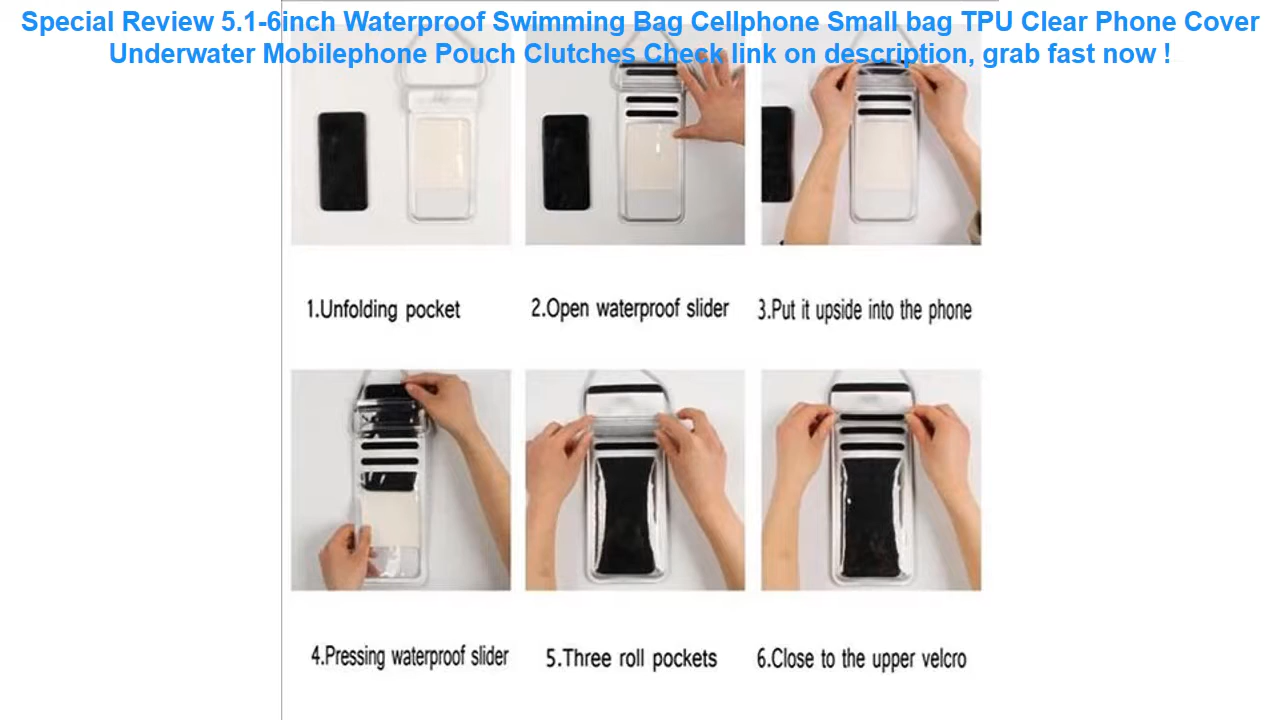 Special Review 5.1-6inch Waterproof Swimming Bag Cellphone Small bag TPU Clear Phone Cover
Underwater Mobilephone Pouch Clutches Check link on description, grab fast now !
1.Unfolding pocket
2.Open waterproof slider
3.Put it upside into the phone
4.Pressing waterproof slider
5.Three roll pockets
6.Close to the upper velcro